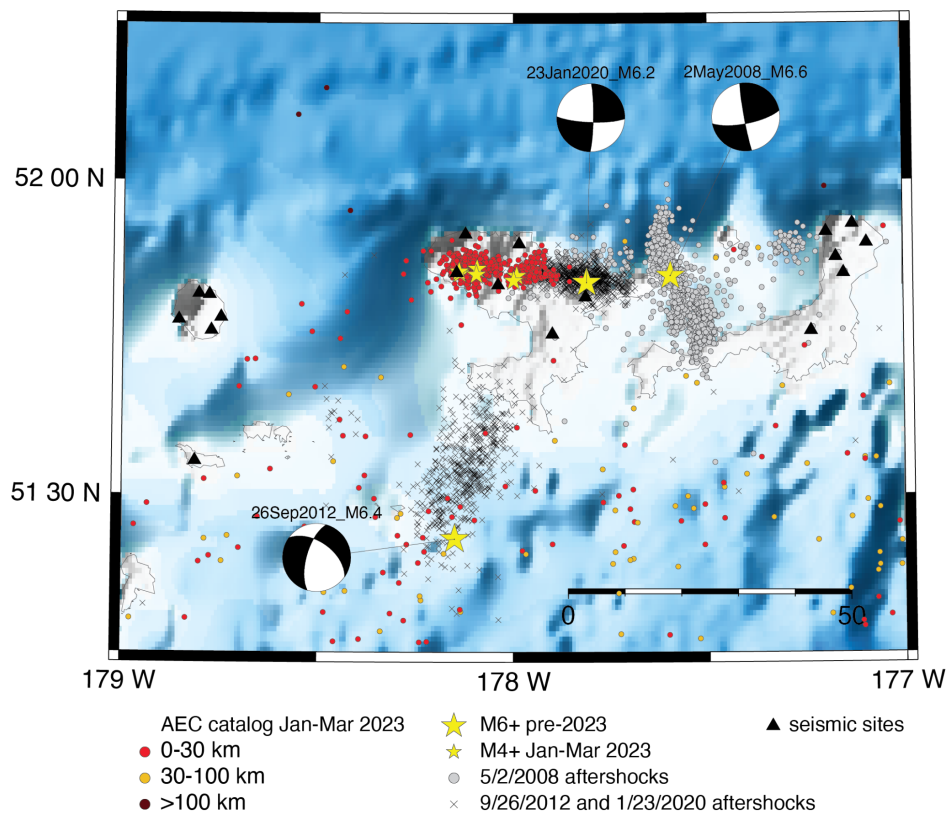 23Jan2020_M6.2
2May2008_M6.6
52 00 N
51 30 N
26Sep2012_M6.4
0
50
179 W
178 W
177 W
AEC catalog Jan-Mar 2023
0-30 km
30-100 km
>100 km
M6+ pre-2023
M4+ Jan-Mar 2023
5/2/2008 aftershocks
9/26/2012 and 1/23/2020 aftershocks
seismic sites